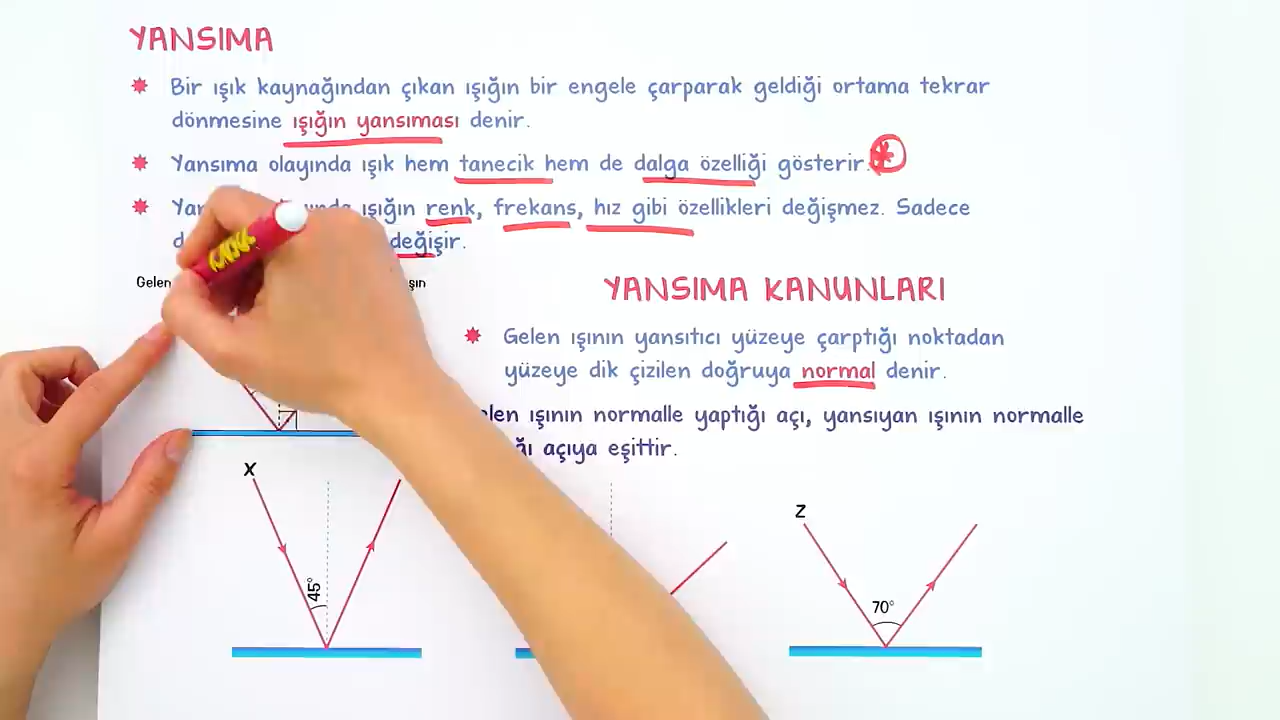 YANSIMA
Bir ışık kaynağından çıkan ışığın bir engele çarparak geldiği ortama tekrar
dönmesine ışığın yansıması denir.
Yansıma olayında ışık hem tanecik hem de dalga özelliği gösterir.
ışığın renk, frekans, hız gibi özellikleri değişmez. Sadece
değişir.
Gelen
YANSIMA KANUNLARI
Gelen ışının yansıtıcı yüzeye çarptığı noktadan
yüzeye dik çizilen doğruya normal denir.
ışının normalle yaptığı açı, yansıyan ışının normalle
açıya eşittir.
X
Z
45°
70°